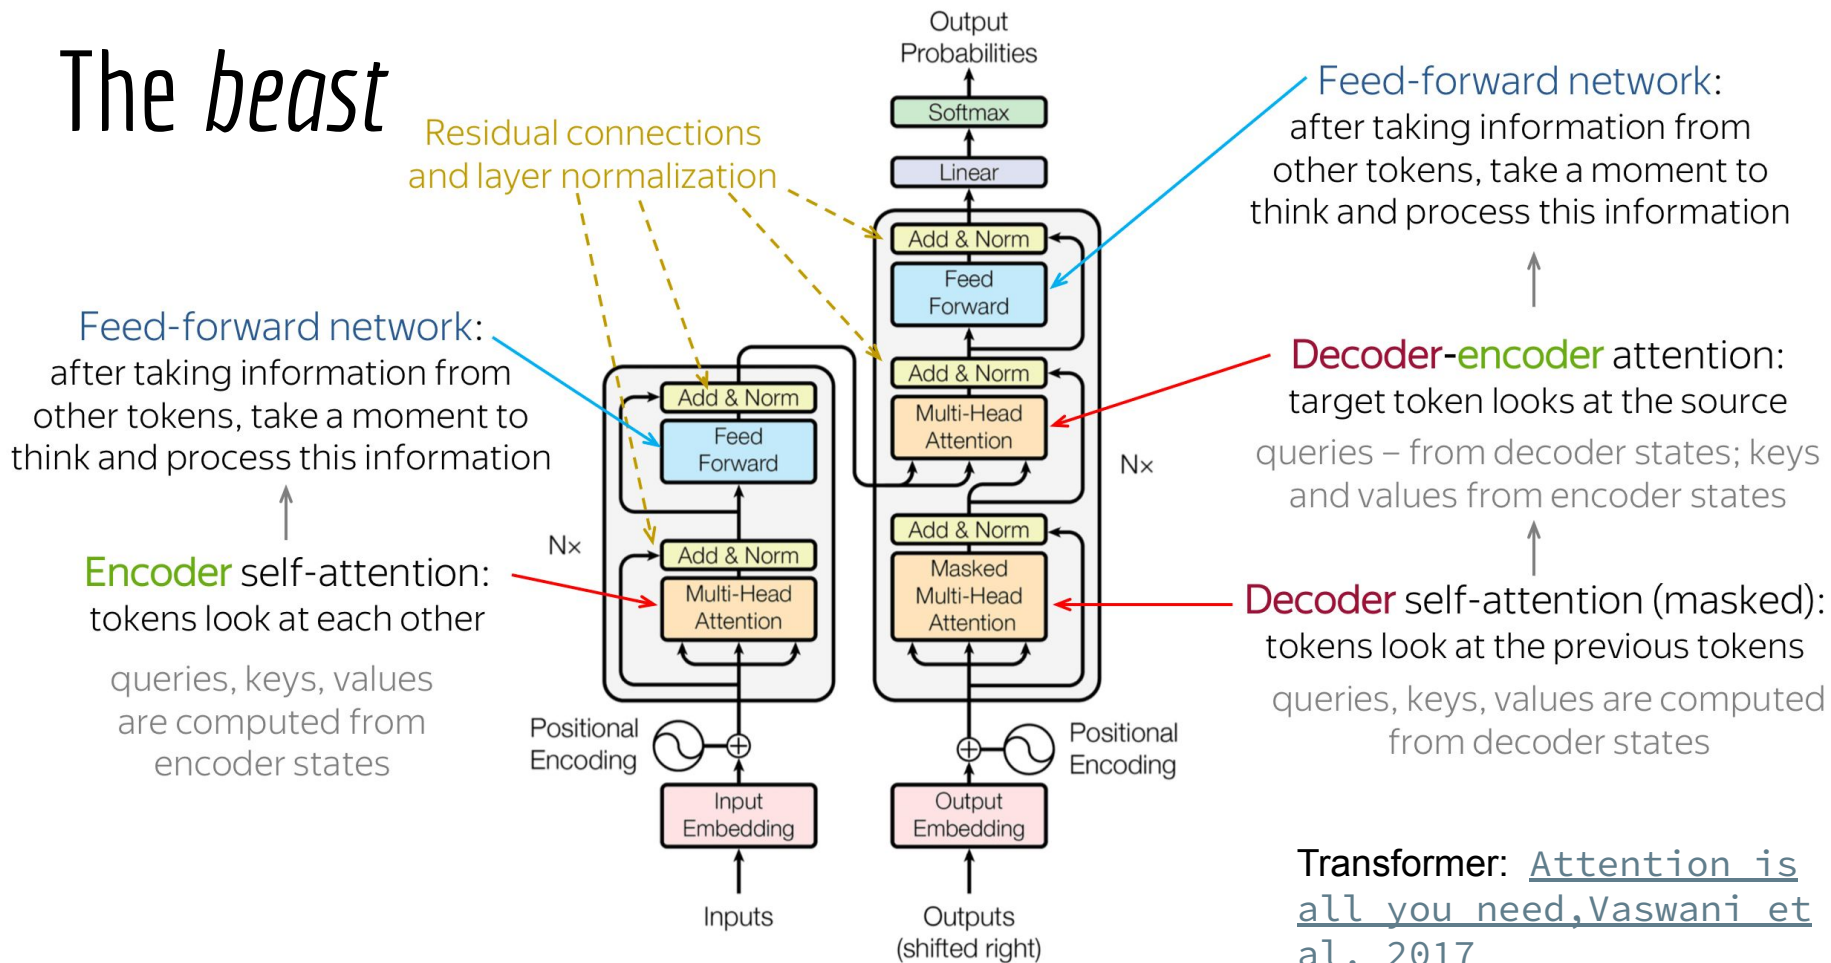 The beast
Residual connections
and layer normalization
Feed-forward network:
after taking information from
other tokens, take a moment to
think and process this information
Encoder self-attention:
tokens look at each other
queries, keys, values
are computed from
encoder states
Output
Probabilities
Softmax
Linear
Add & Norm
Feed
Forward
Add & Norm
Multi-Head
Attention
Add & Norm
Masked
Multi-Head
Attention
Nx
Positional
Encoding
Output
Embedding
Outputs
(shifted right)
Add & Norm
Feed
Forward
Add & Norm
Multi-Head
Attention
Nx
Positional
Encoding
Input
Embedding
Inputs
Feed-forward network:
after taking information from
other tokens, take a moment to
think and process this information
Decoder-encoder attention:
target token looks at the source
queries – from decoder states; keys
and values from encoder states
Decoder self-attention (masked):
tokens look at the previous tokens
queries, keys, values are computed
from decoder states
Transformer: Attention is
all you need,Vaswani et
al. 2017